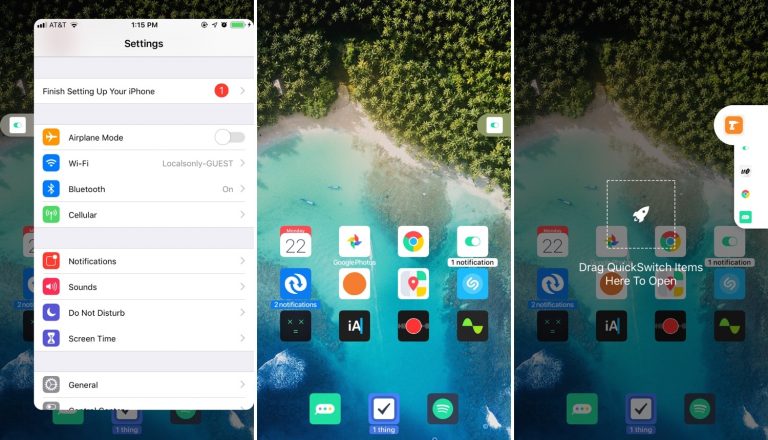 AT&T
1:15 PM
Settings
Finish Setting Up Your iPhone
1
Airplane Mode
Wi-Fi
Localsonly-GUEST
Bluetooth
On
Cellular
Notifications
Sounds
Do Not Disturb
Screen Time
General
Control Center
2 notifications
1 thing
Monday
22
Google Photos
1 notification
2 notifications
iA
1 thing
Monday
22
Drag QuickSwitch Items
Here To Open
iA